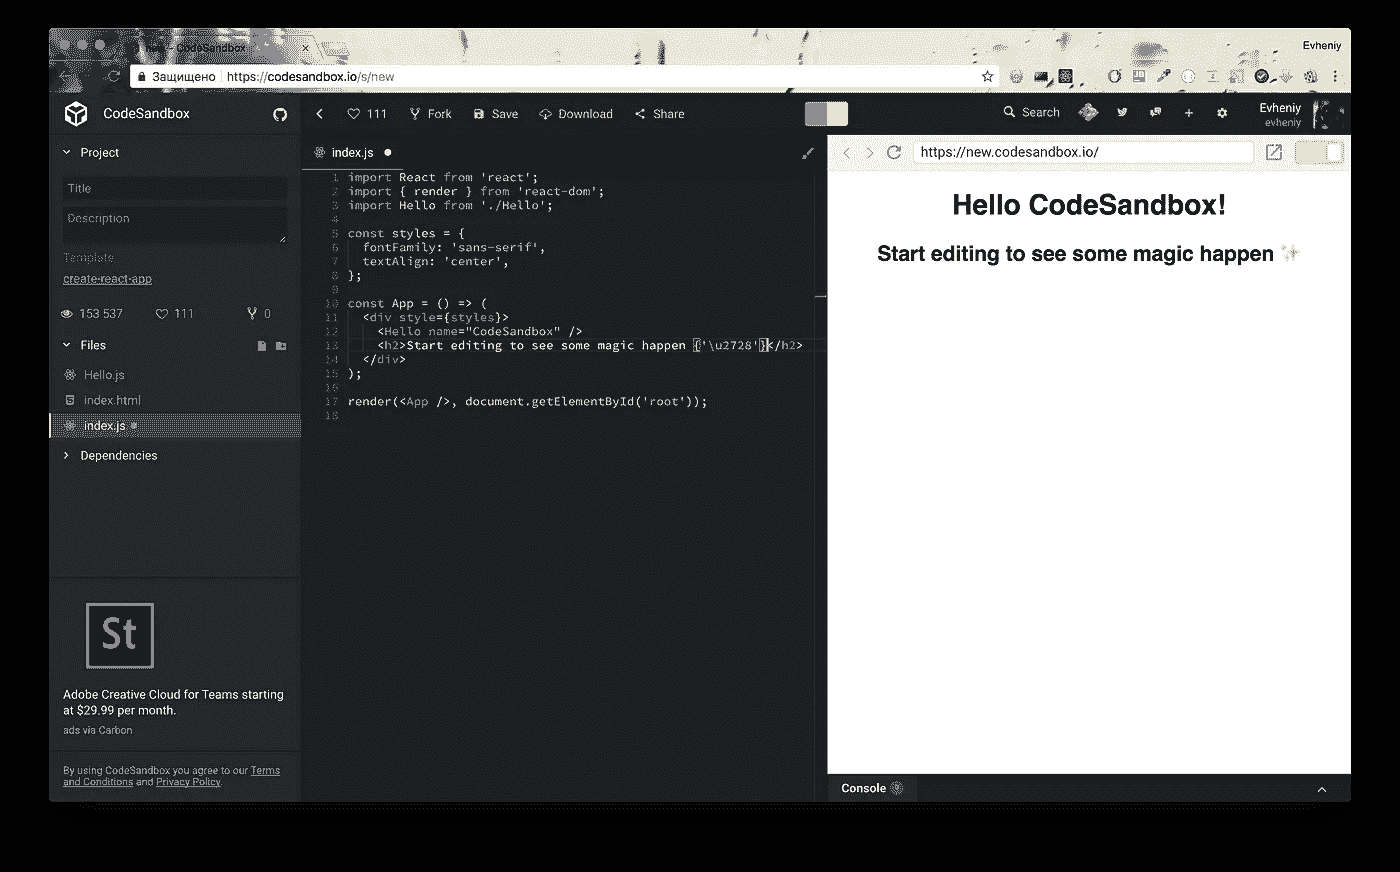 CodeSandbox
Evheniy
Защищено https://codesandbox.io/s/new
CodeSandbox
111 Fork Save Download Share
Search
Evheniy
evheniy
Project
Title
Description
Template
create-react-app
153 537 111 0
Files
Hello.js
index.html
index.js
Dependencies
St
Adobe Creative Cloud for Teams starting
at $29.99 per month.
ads via Carbon
By using CodeSandbox you agree to our Terms
and Conditions and Privacy Policy.
index.js
1 import React from 'react';
2 import { render } from 'react-dom';
3 import Hello from './Hello';
4
5 const styles = {
6 fontFamily: 'sans-serif',
7 textAlign: 'center',
8 };
9
10 const App = () => (
11 <div style={styles}>
12 <Hello name="CodeSandbox" />
13 <h2>Start editing to see some magic happen {'\u2728'}</h2>
14 </div>
15 );
16
17 render(<App />, document.getElementById('root'));
18
https://new.codesandbox.io/
Hello CodeSandbox!
Start editing to see some magic happen ✨
Console 0